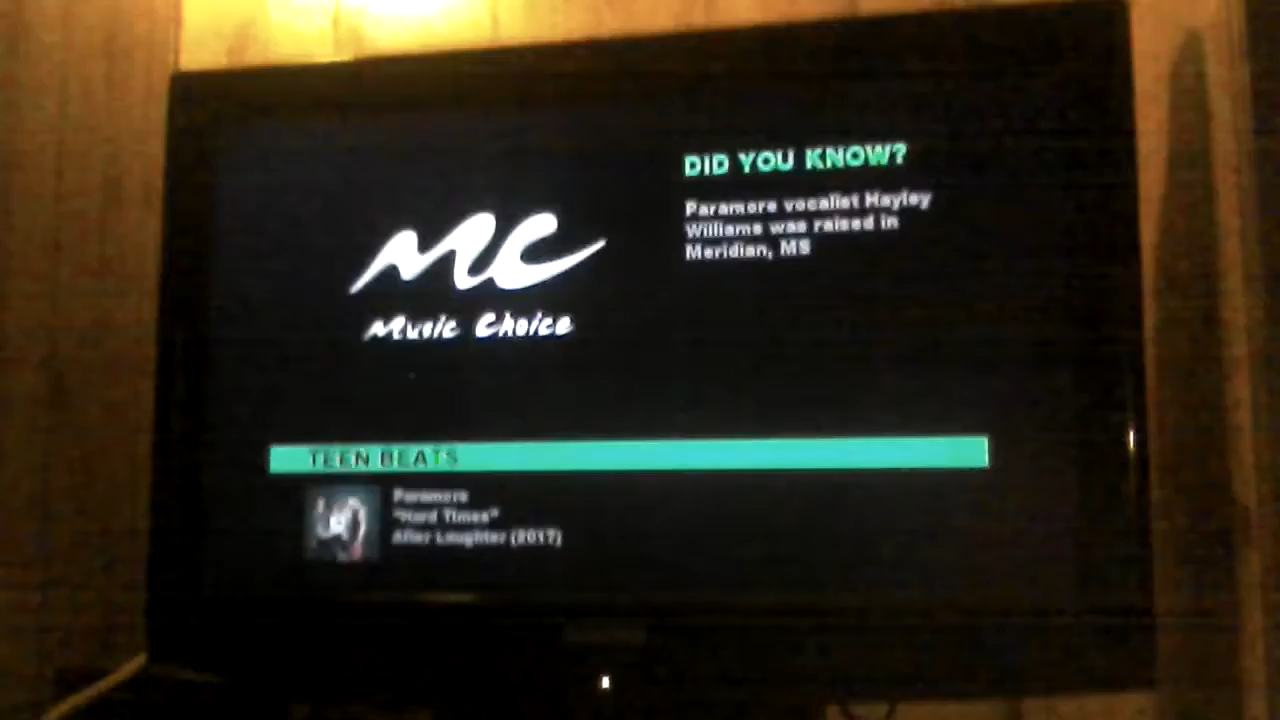 MC
Music Choice
DID YOU KNOW?
Paramore vocalist Hayley
Williams was raised in
Meridian, MS
TEEN BEATS
Paramore
"Hard Times"
After Laughter (2017)